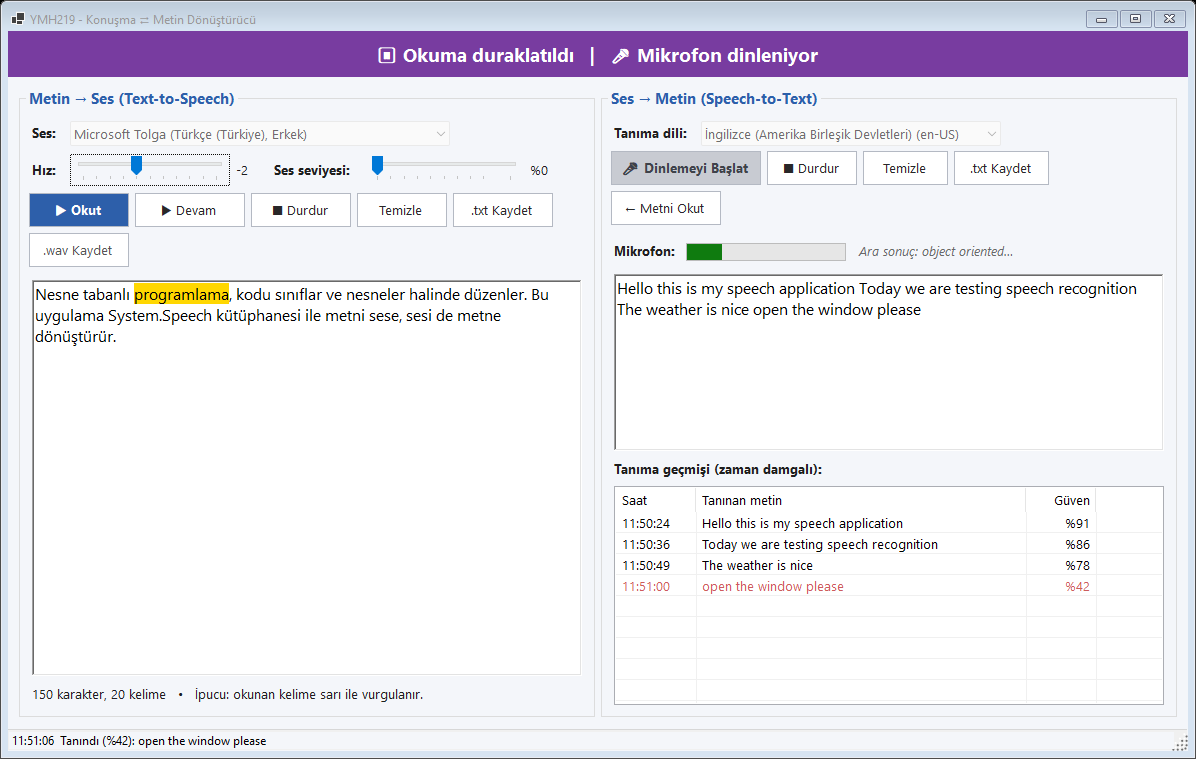 YMH219 - Konuşma ⇄ Metin Dönüştürücü
Okuma duraklatıldı | Mikrofon dinleniyor
Metin → Ses (Text-to-Speech)
Ses: Microsoft Tolga (Türkçe (Türkiye), Erkek)
Hız: -2 Ses seviyesi: %0
▶ Okut ▶ Devam ■ Durdur Temizle .txt Kaydet
.wav Kaydet
Nesne tabanlı programlama, kodu sınıflar ve nesneler halinde düzenler. Bu
uygulama System.Speech kütüphanesi ile metni sese, sesi de metne
dönüştürür.
150 karakter, 20 kelime • İpucu: okunan kelime sarı ile vurgulanır.
Ses → Metin (Speech-to-Text)
Tanıma dili: İngilizce (Amerika Birleşik Devletleri) (en-US)
Dinlemeyi Başlat ■ Durdur Temizle .txt Kaydet
← Metni Okut
Mikrofon: Ara sonuç: object oriented...
Hello this is my speech application Today we are testing speech recognition
The weather is nice open the window please
Tanıma geçmişi (zaman damgalı):
Saat Tanınan metin Güven
11:50:24 Hello this is my speech application %91
11:50:36 Today we are testing speech recognition %86
11:50:49 The weather is nice %78
11:51:00 open the window please %42
11:51:06 Tanındı (%42): open the window please